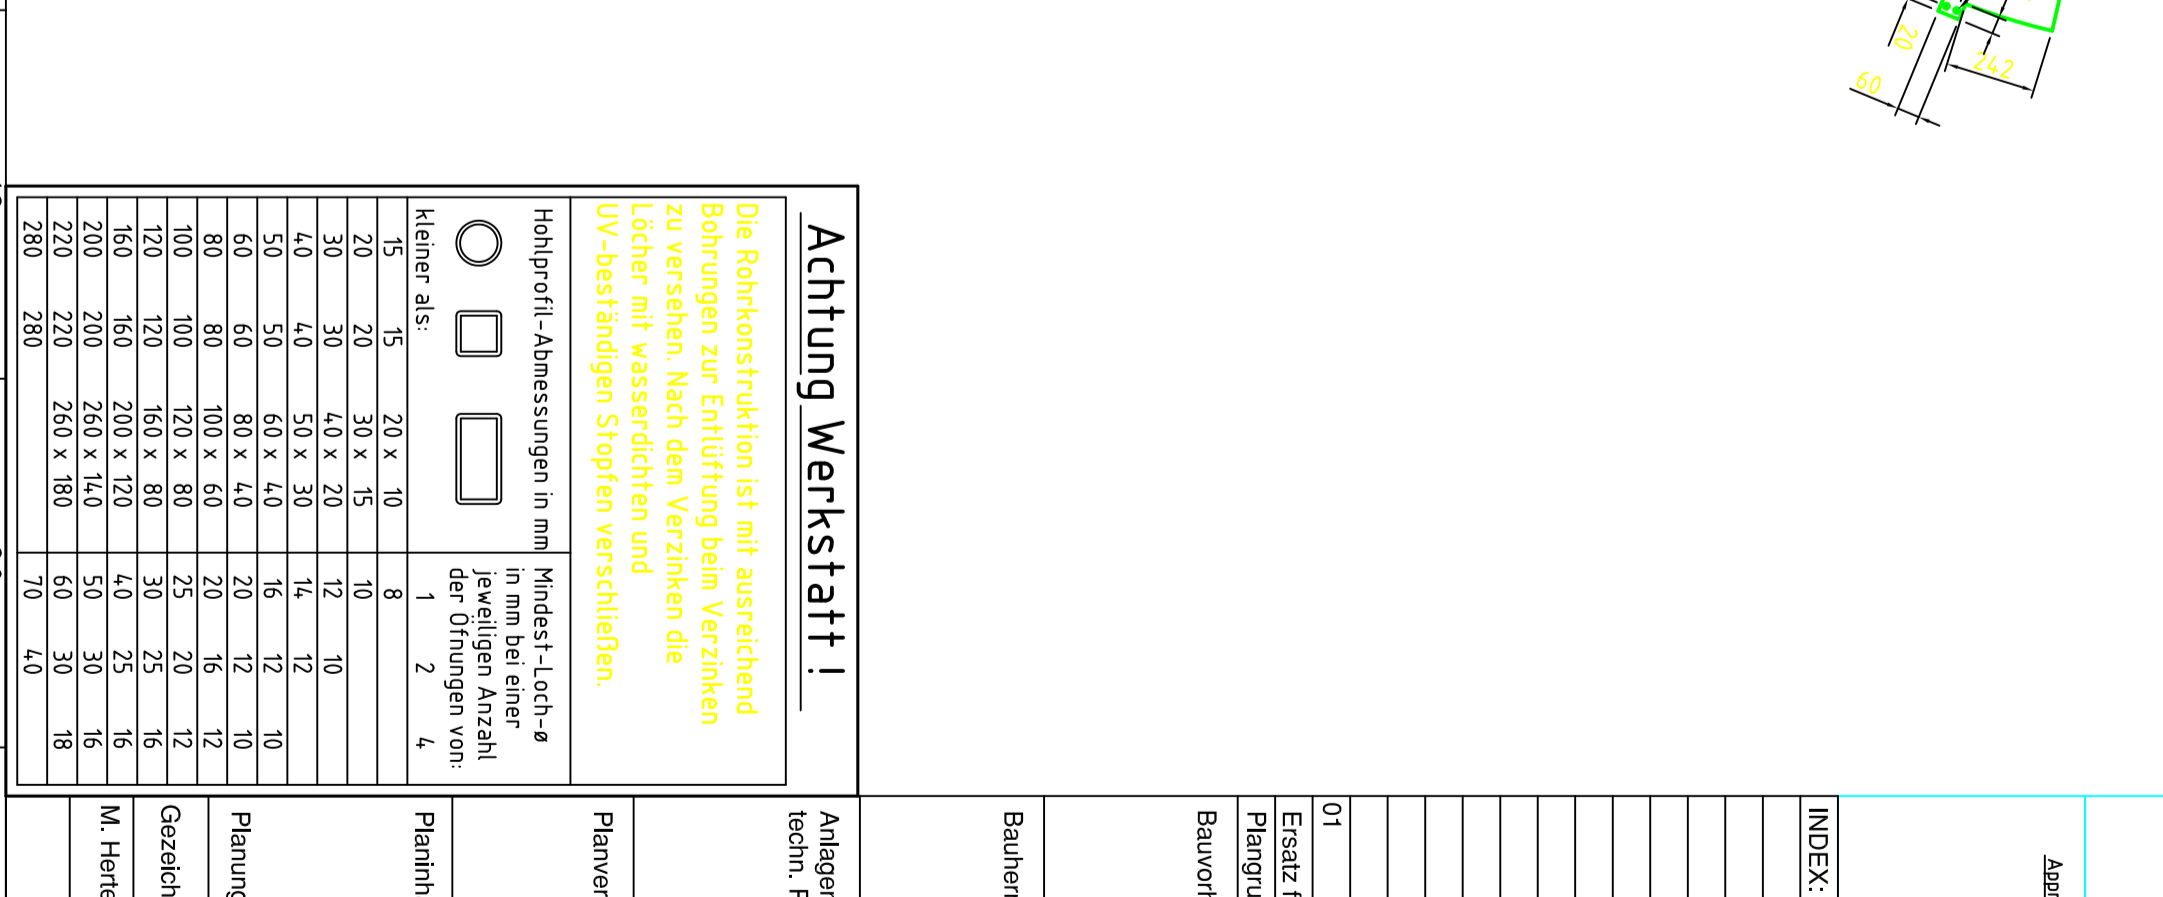 20
242
60
Achtung Werkstatt !
Die Rohrkonstruktion ist mit ausreichend
Bohrungen zur Entlüftung beim Verzinken
zu versehen. Nach dem Verzinken die
Löcher mit wasserdichten und
UV-beständigen Stopfen verschließen.
Hohlprofil-Abmessungen in mm
kleiner als:
Mindest-Loch-ø
in mm bei einer
jeweiligen Anzahl
der Öfnungen von:
1 2 4
15 15 20 x 10 8
20 20 30 x 15 10
30 30 40 x 20 12 10
40 40 50 x 30 14 12
50 50 60 x 40 16 12 10
60 60 80 x 40 20 12 10
80 80 100 x 60 20 16 12
100 100 120 x 80 25 20 12
120 120 160 x 80 30 25 16
160 160 200 x 120 40 25 16
200 200 260 x 140 50 30 16
220 220 260 x 180 60 30 18
280 280 70 40
Appr
INDEX:
01
Ersatz f
Plangru
Bauvorh
Bauherr
Anlagen
techn.
Planver
Planinh
Planung
Gezeich
M. Herte